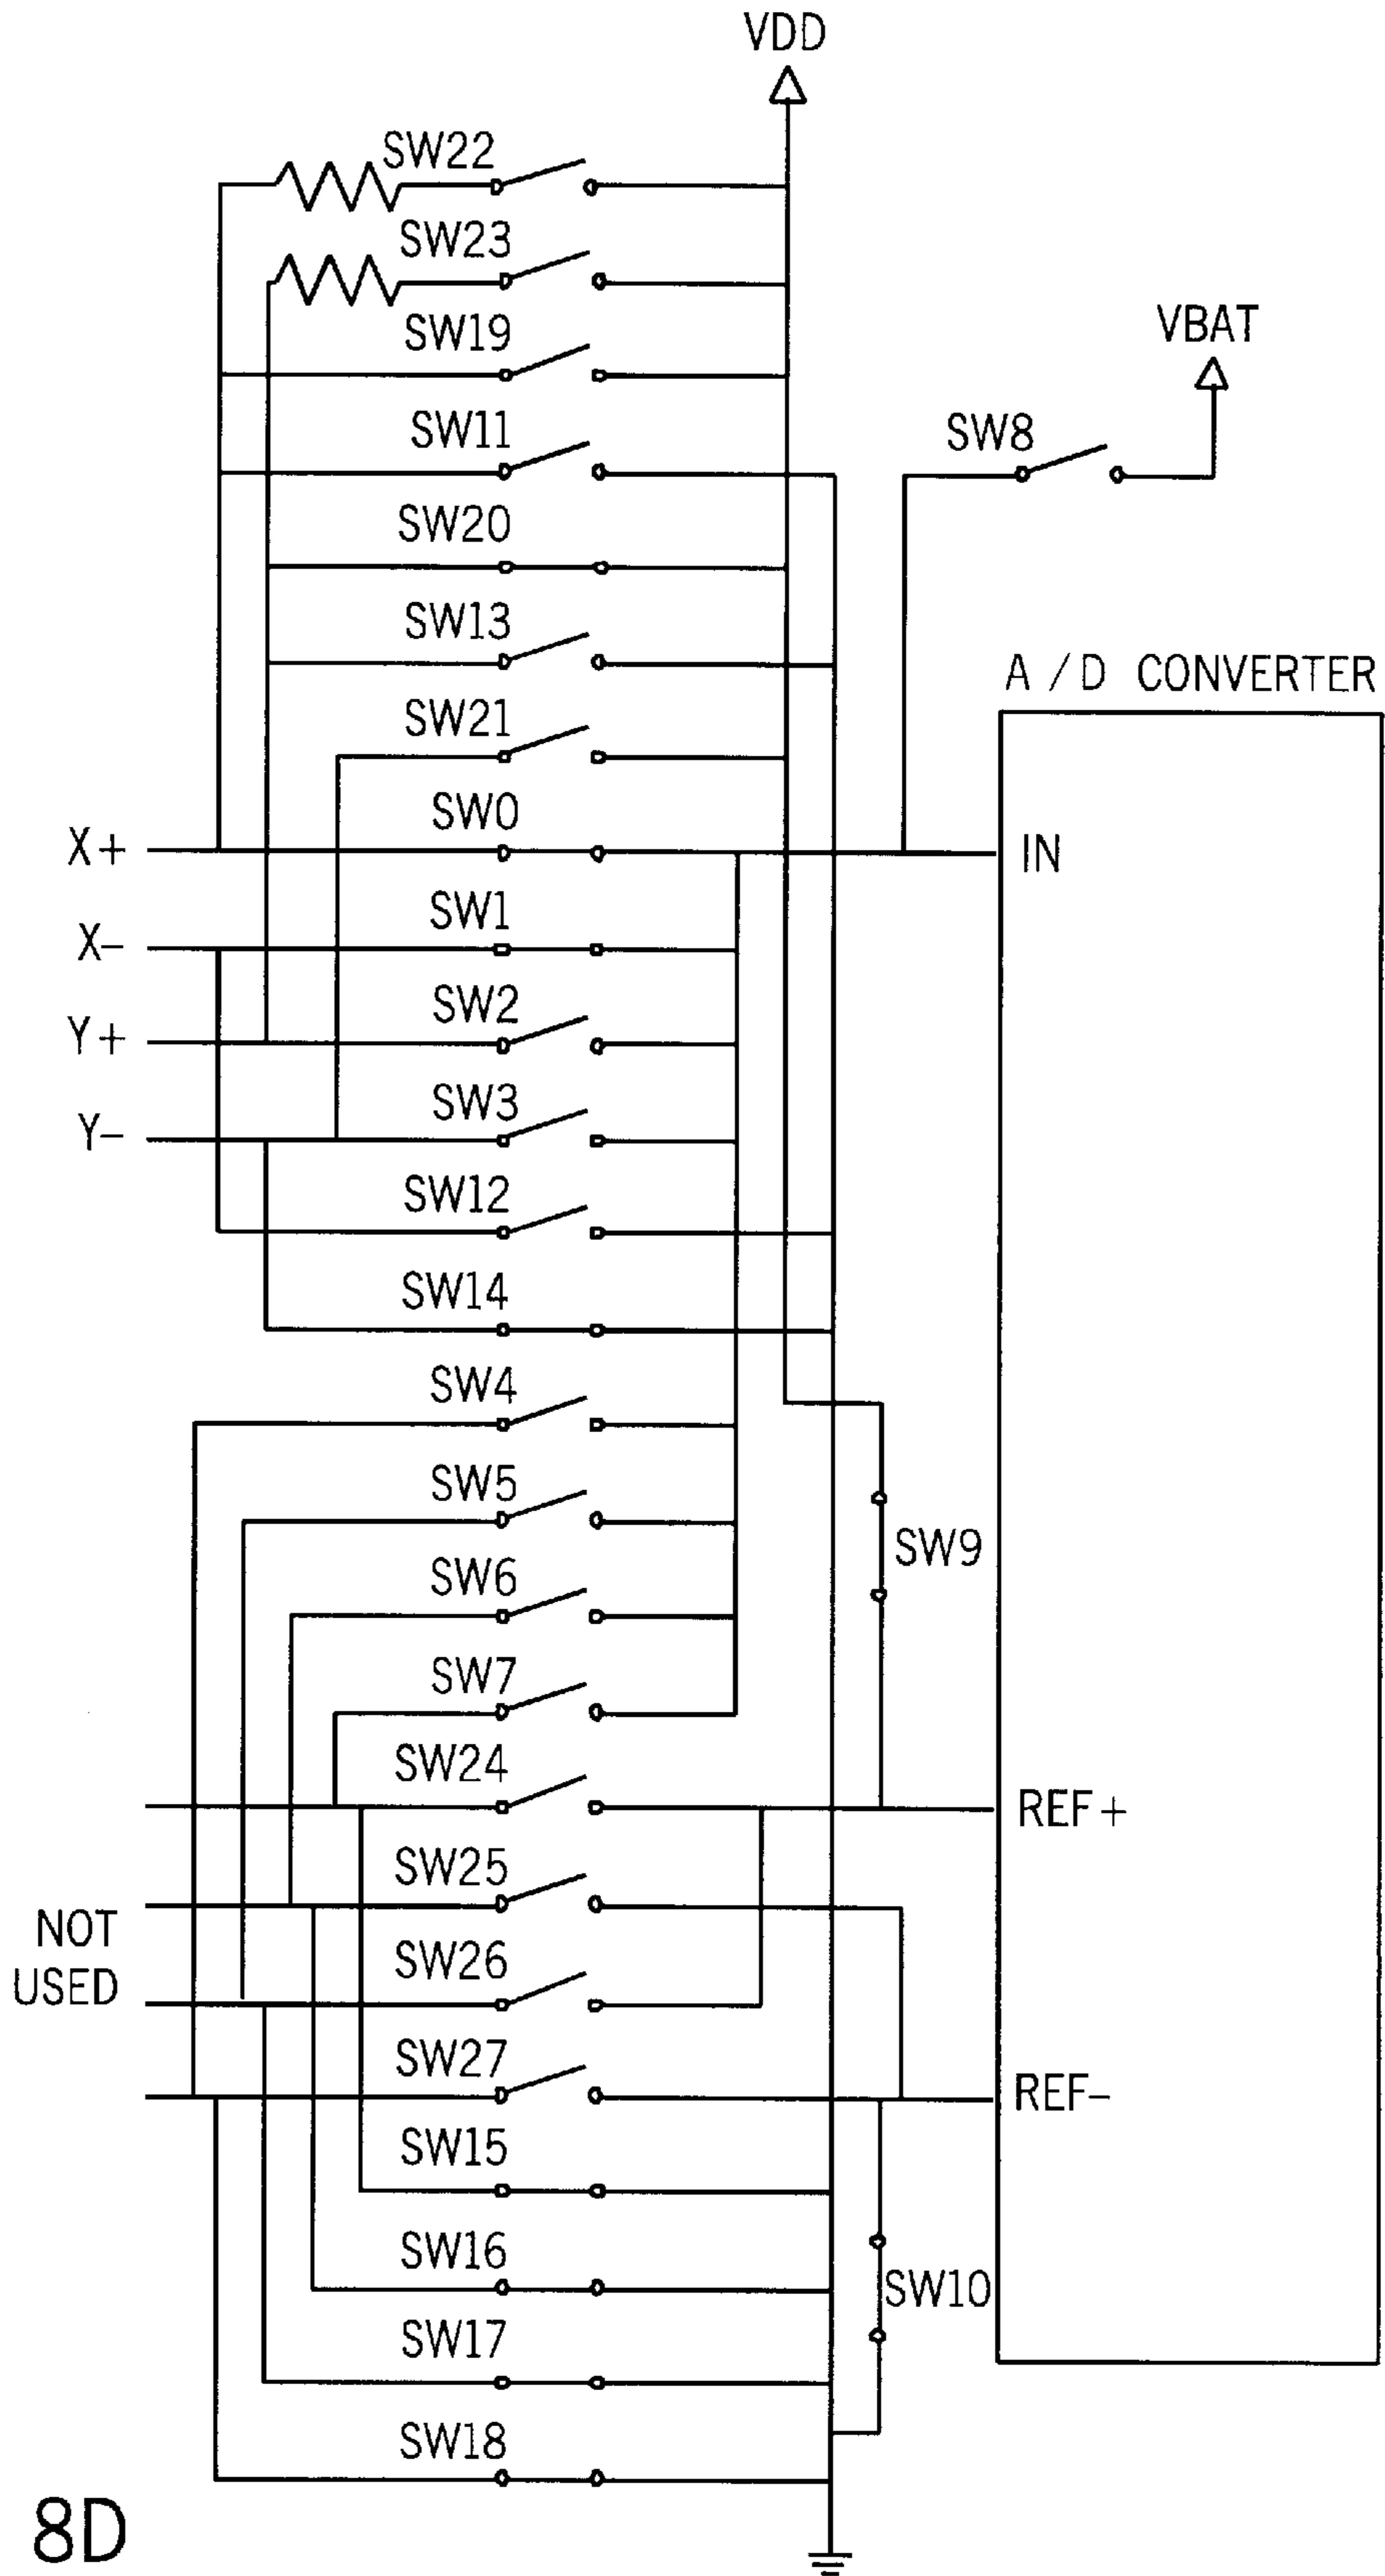 VDD
SW22
SW23
SW19
VBAT
SW11
SW8
SW20
SW13
A / D CONVERTER
SW21
SW0
X+
IN
SW1
X-
SW2
Y+
SW3
Y-
SW12
SW14
SW4
SW5
SW9
SW6
SW7
SW24
REF+
SW25
NOT
USED
SW26
SW27
REF-
SW15
SW16
SW10
SW17
SW18
8D